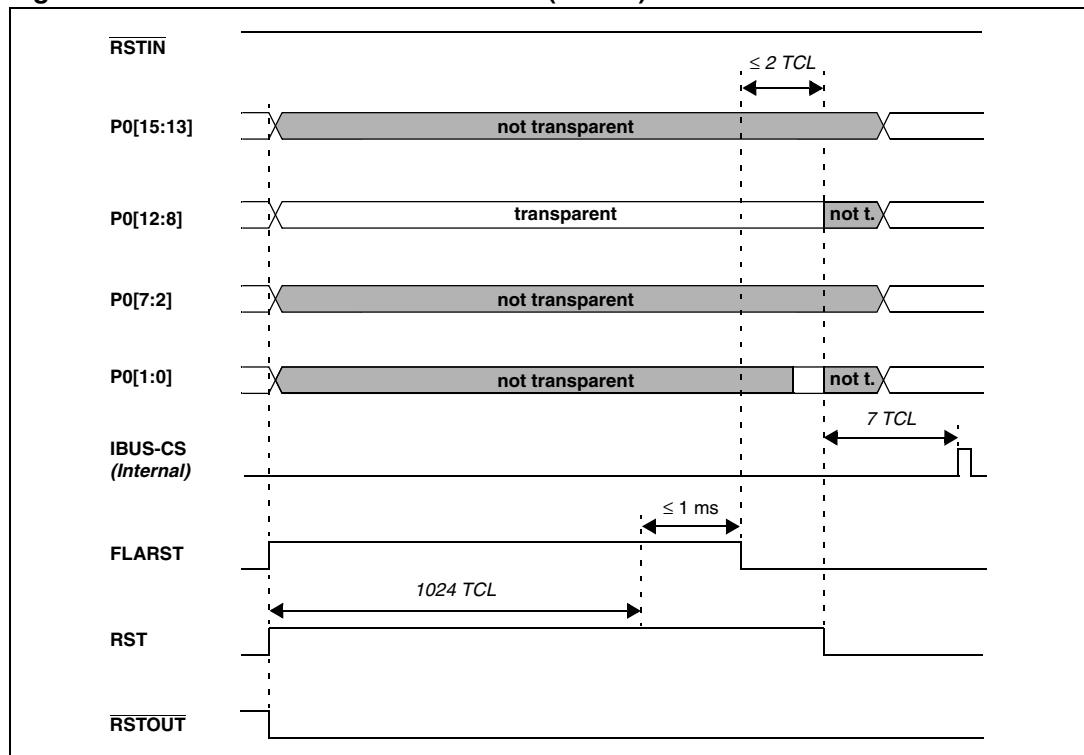 RSTIN
≤ 2 TCL
P0[15:13]
not transparent
P0[12:8]
transparent
not t.
P0[7:2]
not transparent
P0[1:0]
not transparent
not t.
7 TCL
IBUS-CS
(Internal)
≤ 1 ms
FLARST
1024 TCL
RST
RSTOUT